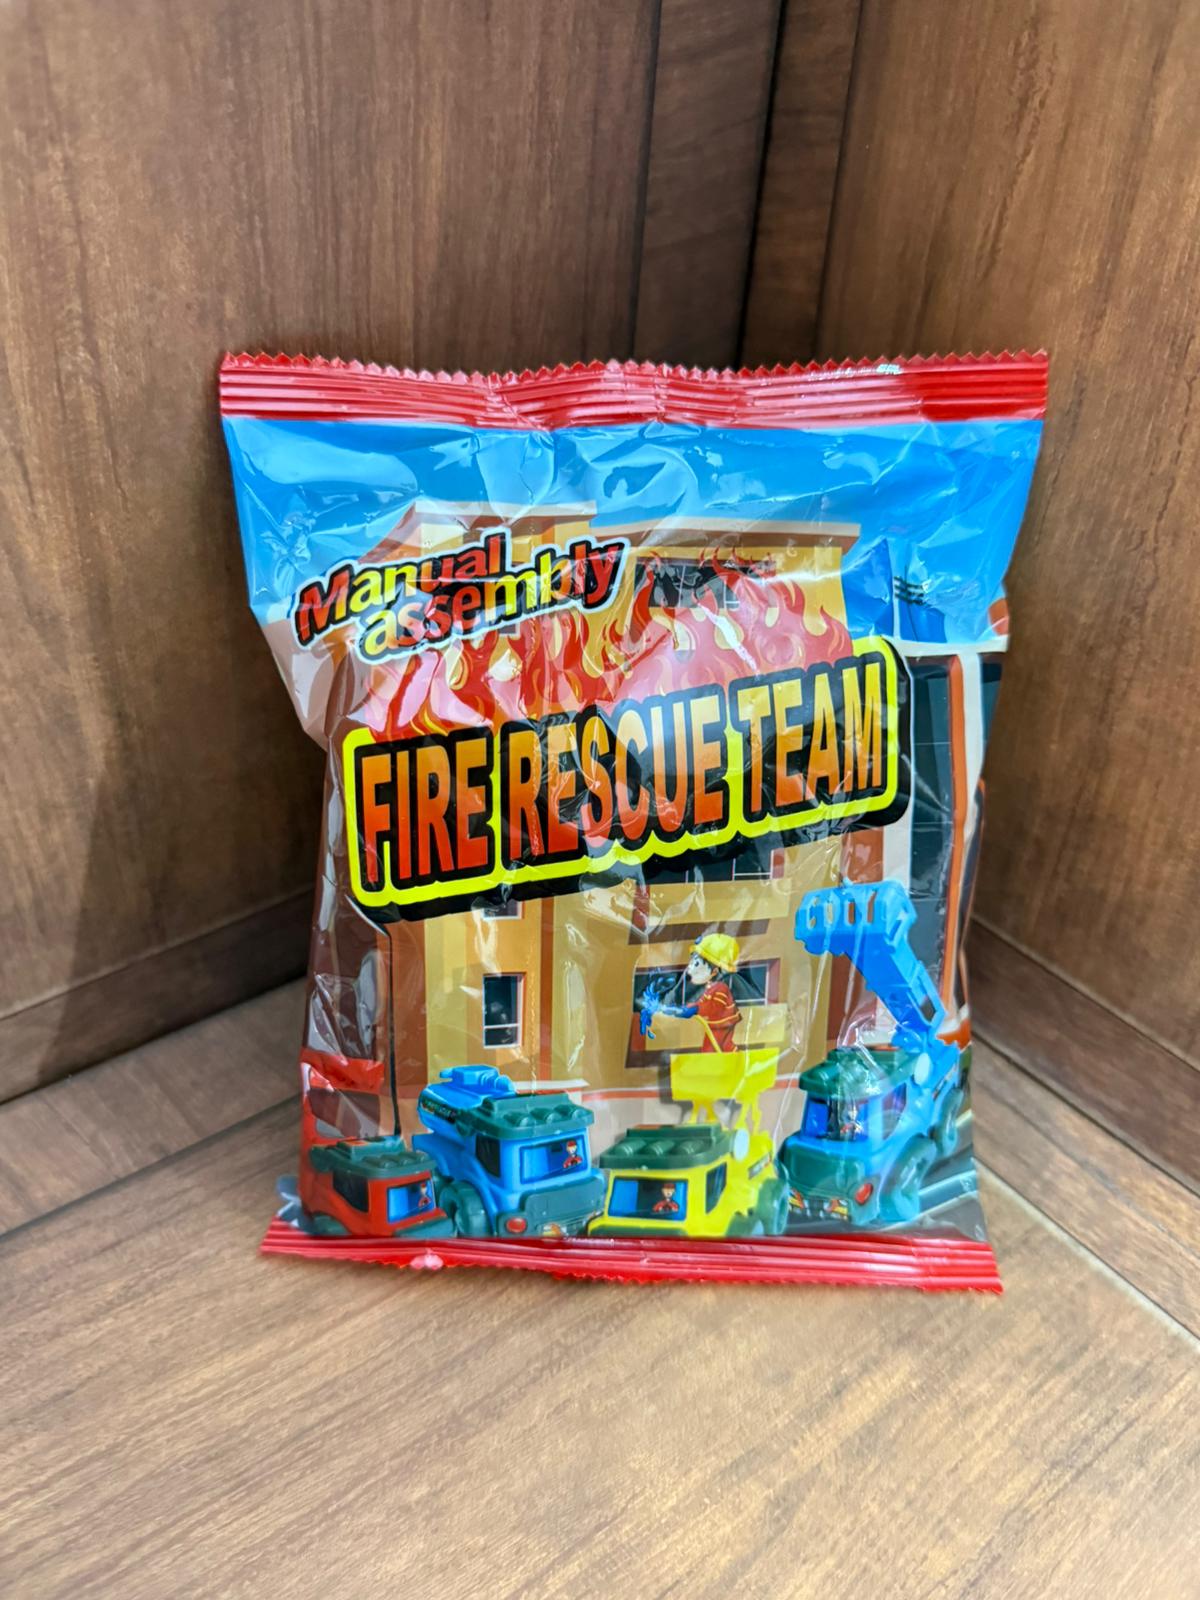 Manual
assembly
FIRE RESCUE TEAM